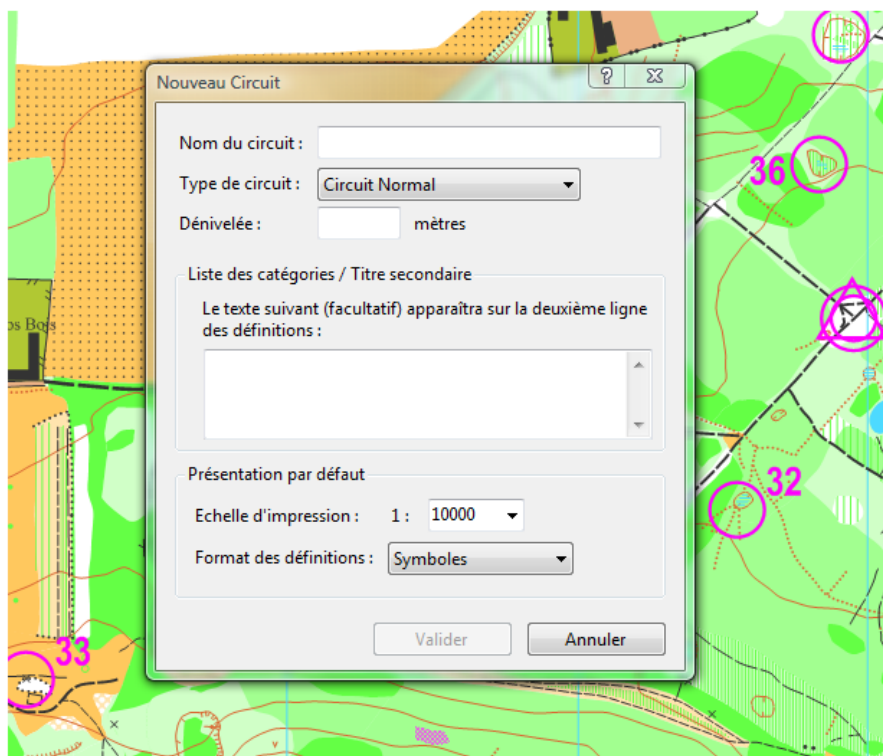 Nouveau Circuit
Nom du circuit :
Type de circuit : Circuit Normal
Dénivelée : mètres
Liste des catégories / Titre secondaire
Le texte suivant (facultatif) apparaîtra sur la deuxième ligne
des définitions :
Présentation par défaut
Echelle d'impression : 1 : 10000
Format des définitions : Symboles
Valider Annuler
36
os Bois
32
33